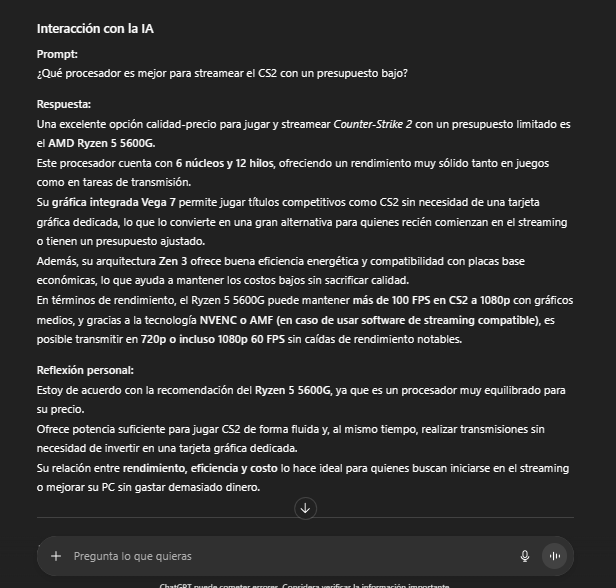 Interacción con la IA
Prompt:
¿Qué procesador es mejor para streamear el CS2 con un presupuesto bajo?
Respuesta:
Una excelente opción calidad-precio para jugar y streamear Counter-Strike 2 con un presupuesto limitado es
el AMD Ryzen 5 5600G.
Este procesador cuenta con 6 núcleos y 12 hilos, ofreciendo un rendimiento muy sólido tanto en juegos
como en tareas de transmisión.
Su gráfica integrada Vega 7 permite jugar títulos competitivos como CS2 sin necesidad de una tarjeta
gráfica dedicada, lo que lo convierte en una gran alternativa para quienes recién comienzan en el streaming
o tienen un presupuesto ajustado.
Además, su arquitectura Zen 3 ofrece buena eficiencia energética y compatibilidad con placas base
económicas, lo que ayuda a mantener los costos bajos sin sacrificar calidad.
En términos de rendimiento, el Ryzen 5 5600G puede mantener más de 100 FPS en CS2 a 1080p con gráficos
medios, y gracias a la tecnología NVENC o AMF (en caso de usar software de streaming compatible), es
posible transmitir en 720p o incluso 1080p 60 FPS sin caídas de rendimiento notables.
Reflexión personal:
Estoy de acuerdo con la recomendación del Ryzen 5 5600G, ya que es un procesador muy equilibrado para
su precio.
Ofrece potencia suficiente para jugar CS2 de forma fluida y, al mismo tiempo, realizar transmisiones sin
necesidad de invertir en una tarjeta gráfica dedicada.
Su relación entre rendimiento, eficiencia y costo lo hace ideal para quienes buscan iniciarse en el streaming
o mejorar su PC sin gastar demasiado dinero.
Pregunta lo que quieras
ChatGPT puede cometer errores. Considera verificar la información importante.